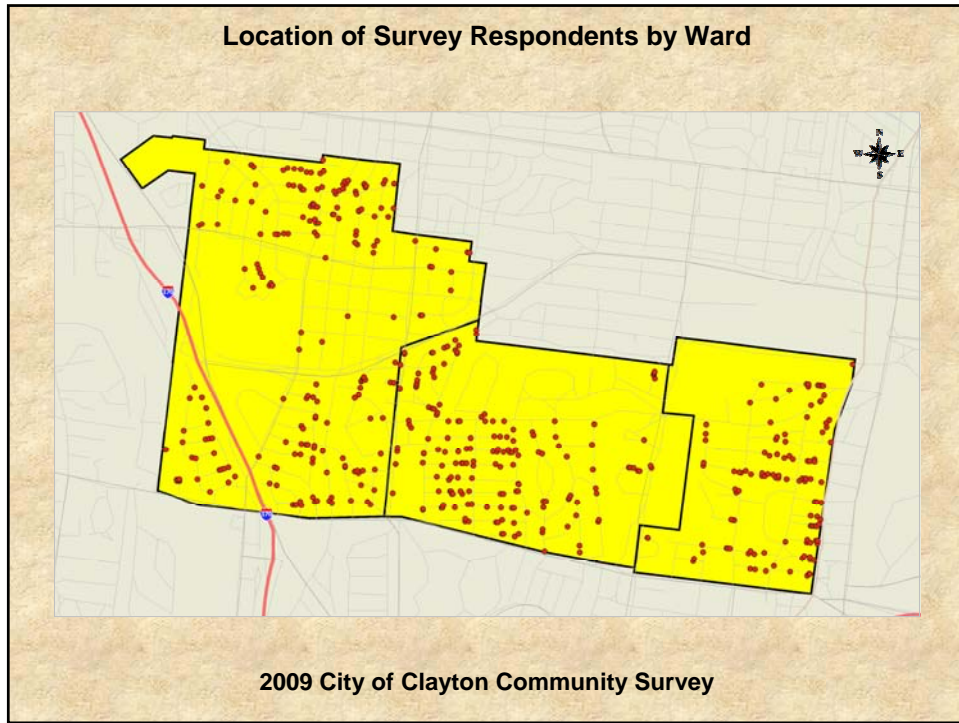 Location of Survey Respondents by Ward
N
W E
S
2009 City of Clayton Community Survey